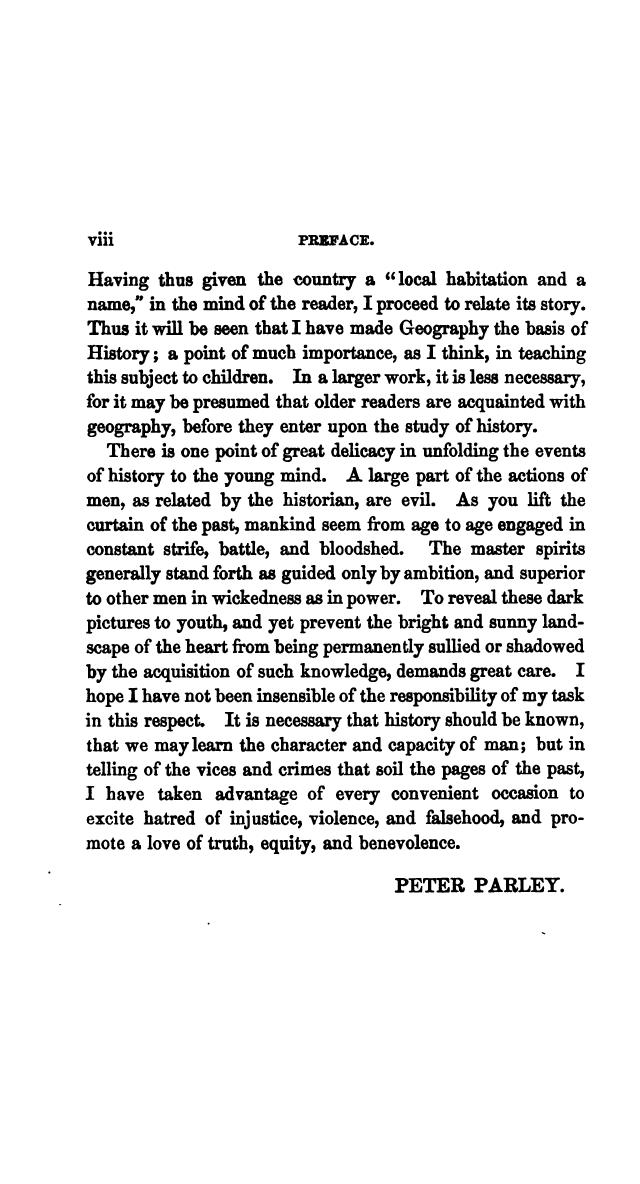 viii PREFACE.
Having thus given the country a “local habitation and a
name,” in the mind of the reader, I proceed to relate its story.
Thus it will be seen that I have made Geography the basis of
History; a point of much importance, as I think, in teaching
this subject to children. In a larger work, it is less necessary,
for it may be presumed that older readers are acquainted with
geography, before they enter upon the study of history.
There is one point of great delicacy in unfolding the events
of history to the young mind. A large part of the actions of
men, as related by the historian, are evil. As you lift the
curtain of the past, mankind seem from age to age engaged in
constant strife, battle, and bloodshed. The master spirits
generally stand forth as guided only by ambition, and superior
to other men in wickedness as in power. To reveal these dark
pictures to youth, and yet prevent the bright and sunny land-
scape of the heart from being permanently sullied or shadowed
by the acquisition of such knowledge, demands great care. I
hope I have not been insensible of the responsibility of my task
in this respect. It is necessary that history should be known,
that we may learn the character and capacity of man; but in
telling of the vices and crimes that soil the pages of the past,
I have taken advantage of every convenient occasion to
excite hatred of injustice, violence, and falsehood, and pro-
mote a love of truth, equity, and benevolence.
PETER PARLEY.